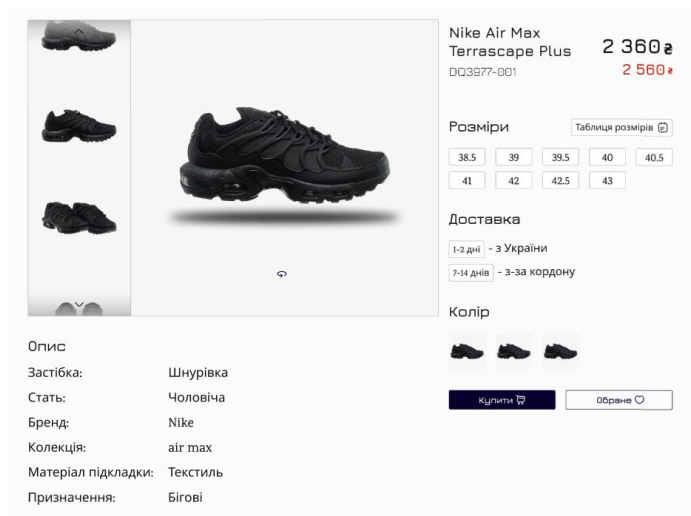 Nike Air Max
Terrascape Plus
DQ3977-001
2 360₴
2 560₴
Розміри
Таблиця розмірів
38.5 39 39.5 40 40.5
41 42 42.5 43
Доставка
1-2 дні - з України
7-14 днів - з-за кордону
Колір
Купити
Обране
Опис
Застібка: Шнурівка
Стать: Чоловіча
Бренд: Nike
Колекція: air max
Матеріал підкладки: Текстиль
Призначення: Бігові